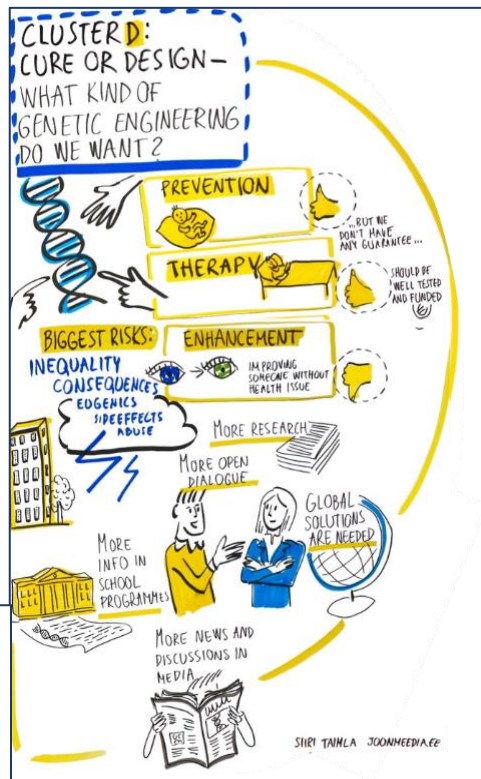 CLUSTER D:
CURE OR DESIGN –
WHAT KIND OF
GENETIC ENGINEERING
DO WE WANT?
PREVENTION
...BUT WE
DON'T HAVE
ANY GUARANTEE...
THERAPY
SHOULD BE
WELL TESTED
AND FUNDED
BIGGEST RISKS:
INEQUALITY
CONSEQUENCES
EUGENICS
SIDEEFFECTS
ABUSE
ENHANCEMENT
IMPROVING
SOMEONE WITHOUT
HEALTH ISSUE
MORE RESEARCH
MORE OPEN
DIALOGUE
GLOBAL
SOLUTIONS
ARE NEEDED
MORE
INFO IN
SCHOOL
PROGRAMMES
MORE NEWS AND
DISCUSSIONS IN
MEDIA
SIIRI TAIMLA JOONMEEDIA.EE